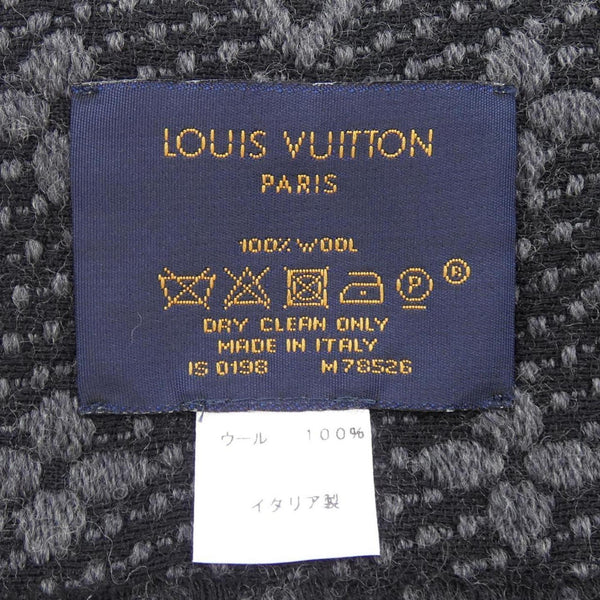 LOUIS VUITTON
PARIS
100% WOOL
P R
DRY CLEAN ONLY
MADE IN ITALY
IS 0198 M78526
ウール 100%
イタリア製